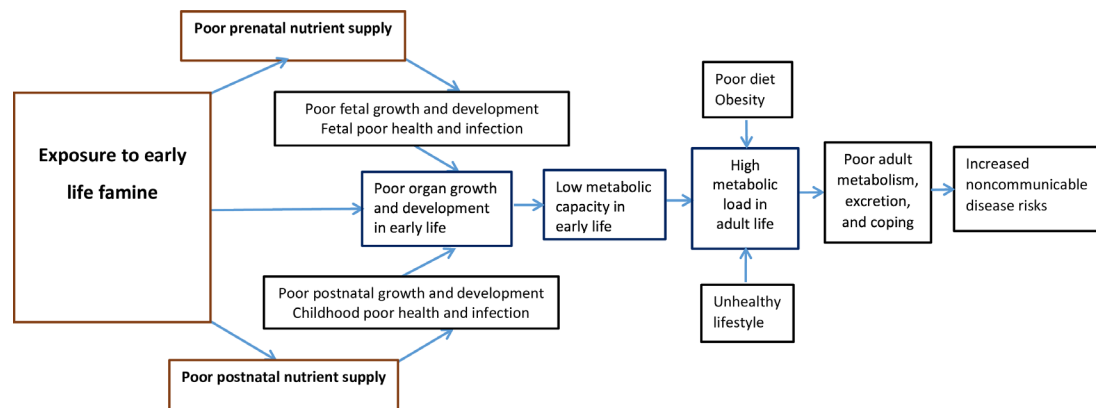 Poor prenatal nutrient supply
Exposure to early
life famine
Poor fetal growth and development
Fetal poor health and infection
Poor organ growth
and development
in early life
Poor postnatal growth and development
Childhood poor health and infection
Poor postnatal nutrient supply
Low metabolic
capacity in
early life
Poor diet
Obesity
High
metabolic
load in
adult life
Unhealthy
lifestyle
Poor adult
metabolism,
excretion,
and coping
Increased
noncommunicable
disease risks